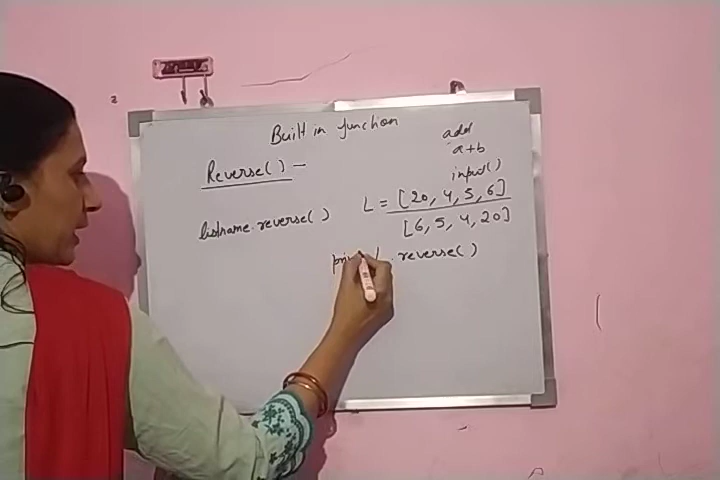 Built in function
add
a+b
input()
Reverse() -
L = [20, 4, 5, 6]
[6, 5, 4, 20]
listname.reverse()
L.reverse()